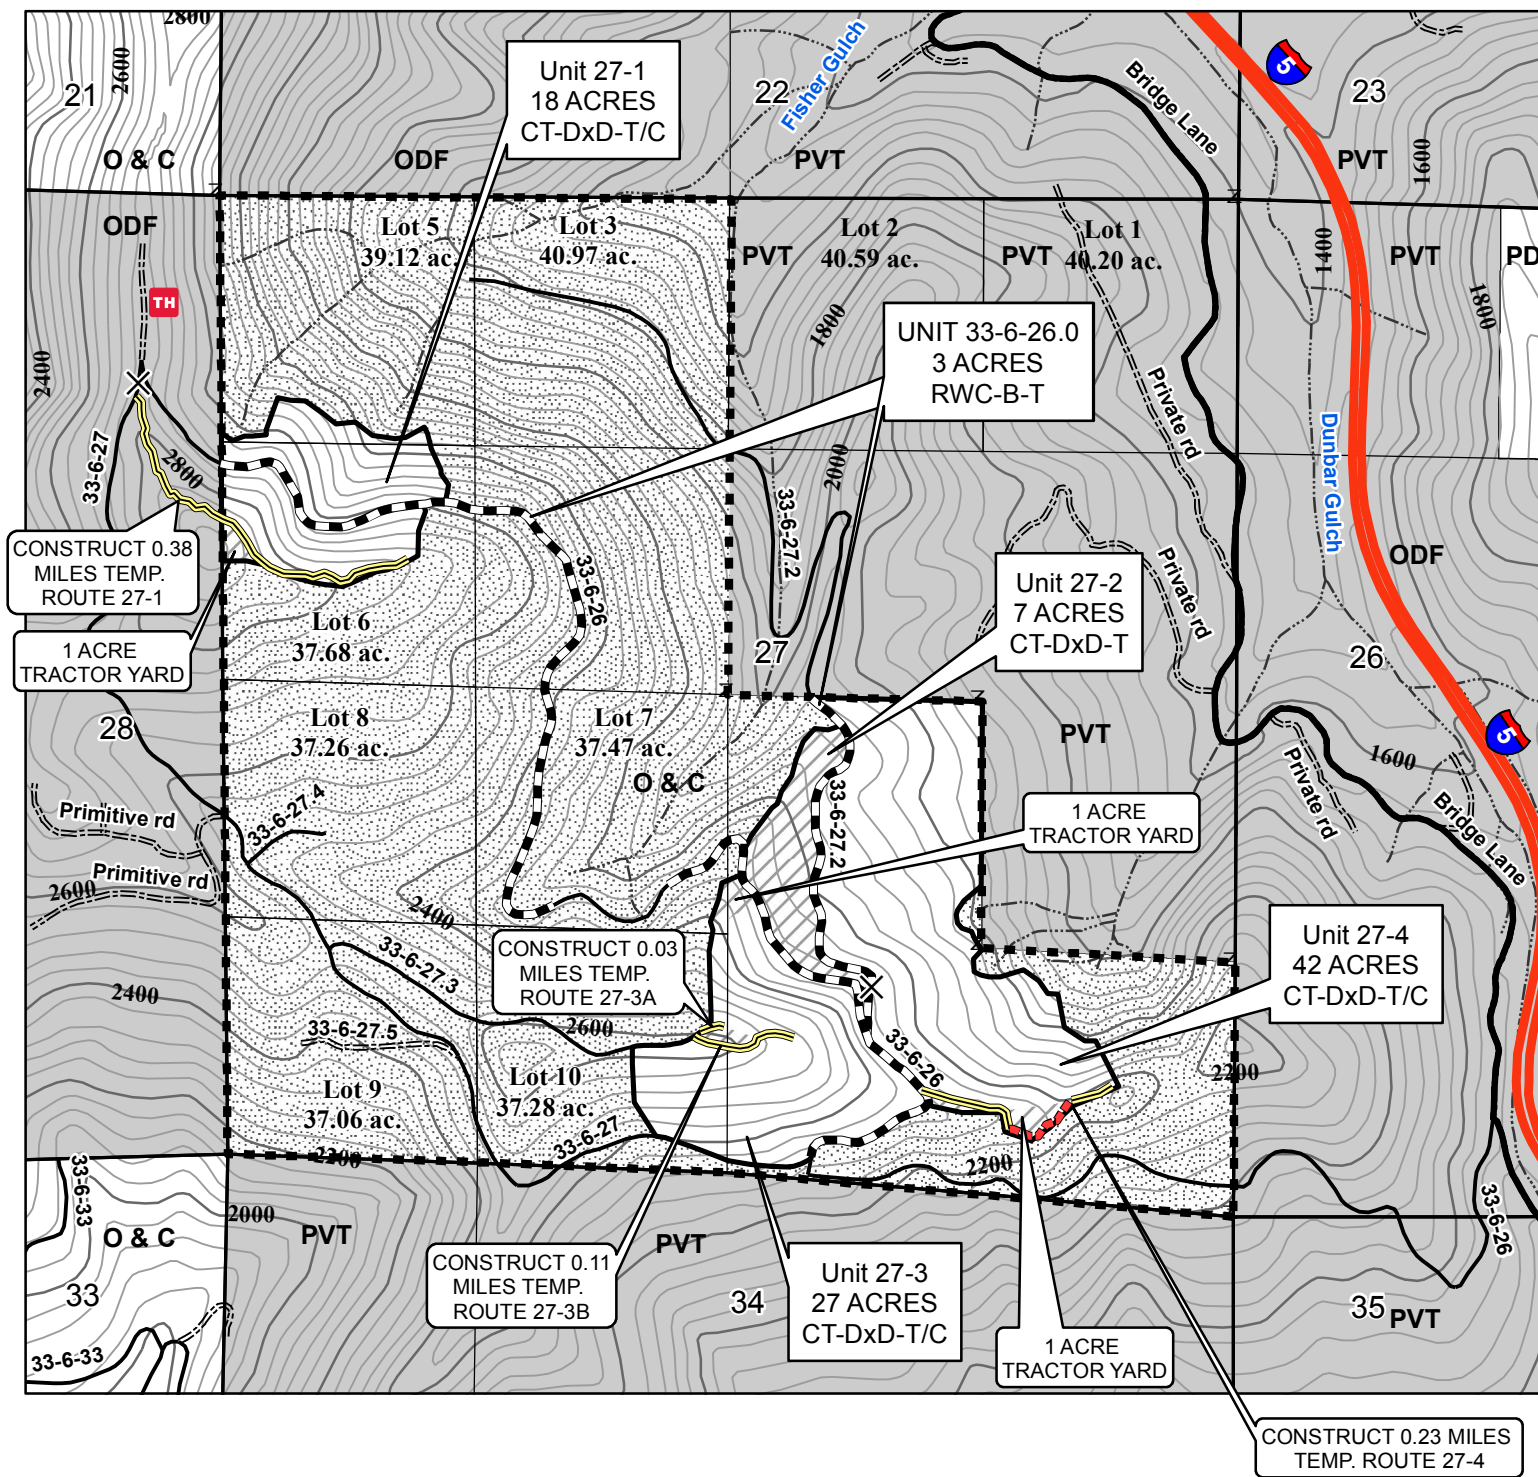 2800
2600
21
O & C
ODF
Unit 27-1
18 ACRES
CT-DxD-T/C
22
Fisher Gulch
PVT
Bridge Lane
5
23
PVT
1600
ODF
TH
2400
Lot 5
39.12 ac.
Lot 3
40.97 ac.
PVT
Lot 2
40.59 ac.
PVT
Lot 1
40.20 ac.
1400
PVT
PD
1800
1800
UNIT 33-6-26.0
3 ACRES
RWC-B-T
Private rd
Dunbar Gulch
33-6-27
2800
2000
33-6-27.2
CONSTRUCT 0.38
MILES TEMP.
ROUTE 27-1
33-6-26
Unit 27-2
7 ACRES
CT-DxD-T
Private rd
ODF
1 ACRE
TRACTOR YARD
Lot 6
37.68 ac.
27
26
28
Lot 8
37.26 ac.
Lot 7
37.47 ac.
O & C
PVT
5
1600
Private rd
33-6-27.2
1 ACRE
TRACTOR YARD
Bridge Lane
Primitive rd
33-6-27.4
Primitive rd
2600
2400
CONSTRUCT 0.03
MILES TEMP.
ROUTE 27-3A
Unit 27-4
42 ACRES
CT-DxD-T/C
33-6-27.3
2400
33-6-27.5
2600
33-6-26
2200
Lot 9
37.06 ac.
Lot 10
37.28 ac.
33-6-27
2200
2200
33-6-33
2000
O & C
PVT
PVT
33-6-26
CONSTRUCT 0.11
MILES TEMP.
ROUTE 27-3B
Unit 27-3
27 ACRES
CT-DxD-T/C
33
34
35
PVT
33-6-33
1 ACRE
TRACTOR YARD
CONSTRUCT 0.23 MILES
TEMP. ROUTE 27-4